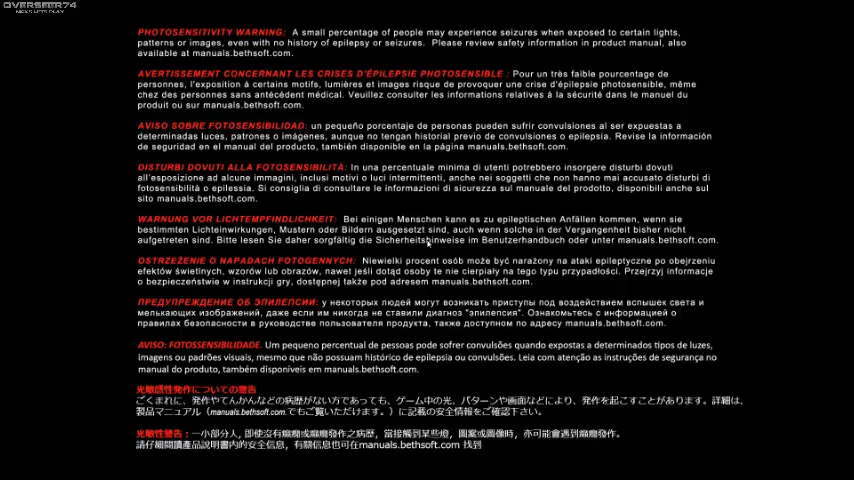 OVERSEER74
NICKS LETS PLAY
PHOTOSENSITIVITY WARNING: A small percentage of people may experience seizures when exposed to certain lights,
patterns or images, even with no history of epilepsy or seizures. Please review safety information in product manual, also
available at manuals.bethsoft.com.
AVERTISSEMENT CONCERNANT LES CRISES D'ÉPILEPSIE PHOTOSENSIBLE : Pour un très faible pourcentage de
personnes, l'exposition à certains motifs, lumières et images risque de provoquer une crise d'épilepsie photosensible, même
chez des personnes sans antécédent médical. Veuillez consulter les informations relatives à la sécurité dans le manuel du
produit ou sur manuals.bethsoft.com.
AVISO SOBRE FOTOSENSIBILIDAD: un pequeño porcentaje de personas pueden sufrir convulsiones al ser expuestas a
determinadas luces, patrones o imágenes, aunque no tengan historial previo de convulsiones o epilepsia. Revise la información
de seguridad en el manual del producto, también disponible en la página manuals.bethsoft.com.
DISTURBI DOVUTI ALLA FOTOSENSIBILITÀ: In una percentuale minima di utenti potrebbero insorgere disturbi dovuti
all'esposizione ad alcune immagini, inclusi motivi o luci intermittenti, anche nei soggetti che non hanno mai accusato disturbi di
fotosensibilità o epilessia. Si consiglia di consultare le informazioni di sicurezza sul manuale del prodotto, disponibili anche sul
sito manuals.bethsoft.com.
WARNUNG VOR LICHTEMPFINDLICHKEIT: Bei einigen Menschen kann es zu epileptischen Anfällen kommen, wenn sie
bestimmten Lichteinwirkungen, Mustern oder Bildern ausgesetzt sind, auch wenn solche in der Vergangenheit bisher nicht
aufgetreten sind. Bitte lesen Sie daher sorgfältig die Sicherheitshinweise im Benutzerhandbuch oder unter manuals.bethsoft.com.
OSTRZEŻENIE O NAPADACH FOTOGENNYCH: Niewielki procent osób może być narażony na ataki epileptyczne po obejrzeniu
efektów świetlnych, wzorów lub obrazów, nawet jeśli dotąd osoby te nie cierpiały na tego typu przypadłości. Przejrzyj informacje
o bezpieczeństwie w instrukcji gry, dostępnej także pod adresem manuals.bethsoft.com.
ПРЕДУПРЕЖДЕНИЕ ОБ ЭПИЛЕПСИИ: у некоторых людей могут возникать приступы под воздействием вспышек света и
мелькающих изображений, даже если им никогда не ставили диагноз "эпилепсия". Ознакомьтесь с информацией о
правилах безопасности в руководстве пользователя продукта, также доступном по адресу manuals.bethsoft.com.
AVISO: FOTOSSENSIBILIDADE. Um pequeno percentual de pessoas pode sofrer convulsões quando expostas a determinados tipos de luzes,
imagens ou padrões visuais, mesmo que não possuam histórico de epilepsia ou convulsões. Leia com atenção as instruções de segurança no
manual do produto, também disponíveis em manuals.bethsoft.com.
光敏感性発作についての警告
ごくまれに、発作やてんかんなどの病歴がない方であっても、ゲーム中の光、パターンや画面などにより、発作を起こすことがあります。詳細は、
製品マニュアル（manuals.bethsoft.comでもご覧いただけます。）に記載の安全情報をご確認下さい。
光敏性警告：一小部分人, 即使沒有癲癇或癲癇發作之病歷，當接觸到某些燈，圖案或圖像時，亦可能會遇到癲癇發作。
請仔細閱讀產品說明書内的安全信息，有關信息也可在manuals.bethsoft.com 找到